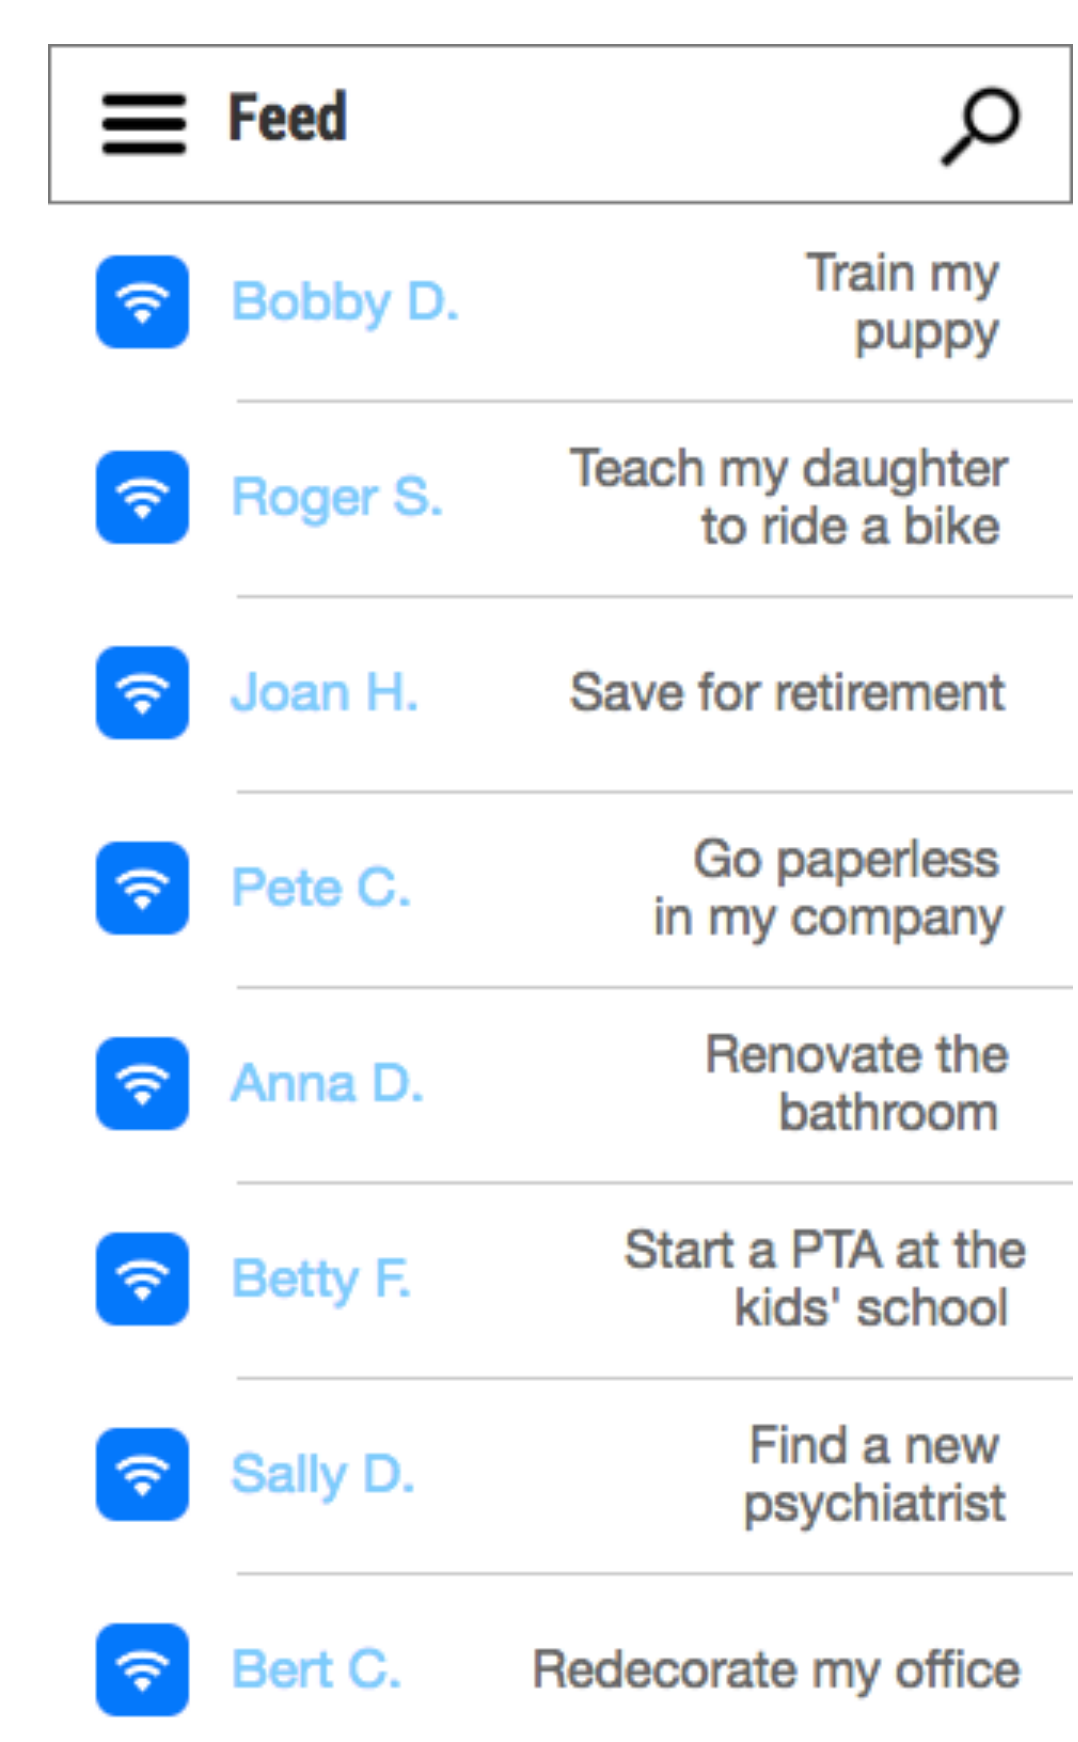 Feed
Bobby D.
Train my
puppy
Roger S.
Teach my daughter
to ride a bike
Joan H.
Save for retirement
Pete C.
Go paperless
in my company
Anna D.
Renovate the
bathroom
Betty F.
Start a PTA at the
kids' school
Sally D.
Find a new
psychiatrist
Bert C.
Redecorate my office